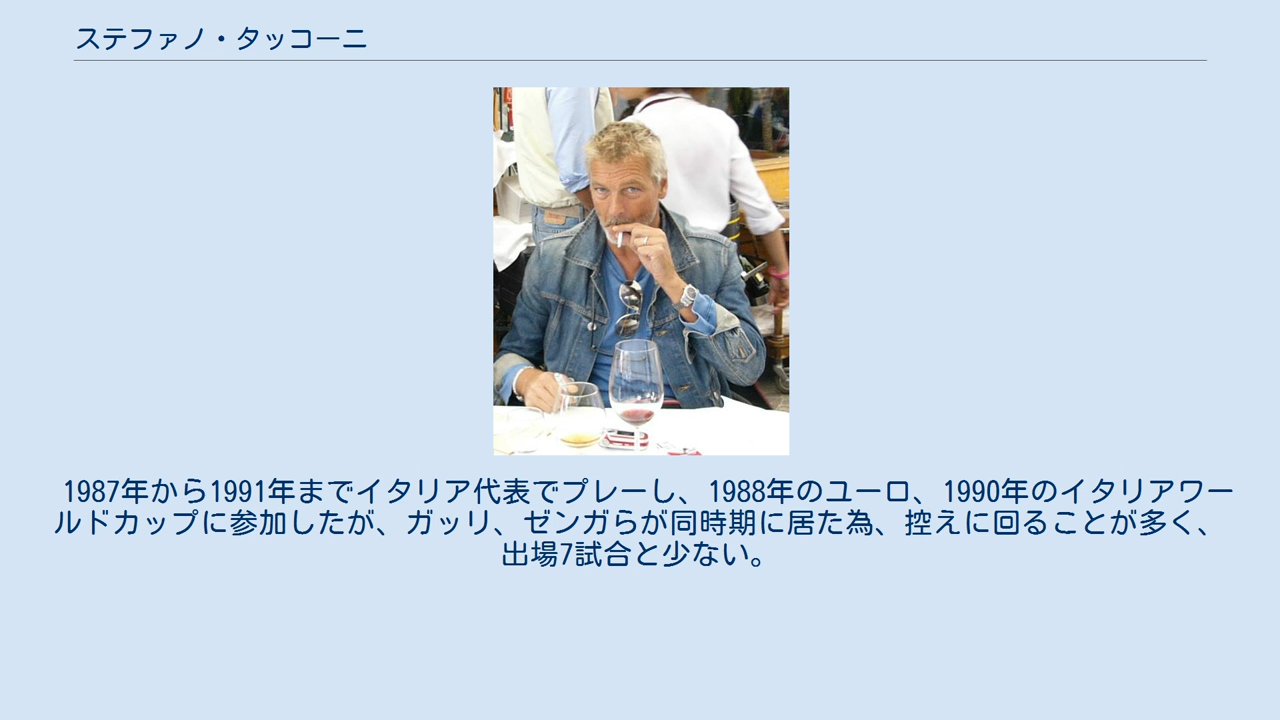 ステファノ・タッコーニ
1987年から1991年までイタリア代表でプレーし、1988年のユーロ、1990年のイタリアワー
ルドカップに参加したが、ガッリ、ゼンガらが同時期に居た為、控えに回ることが多く、
出場7試合と少ない。